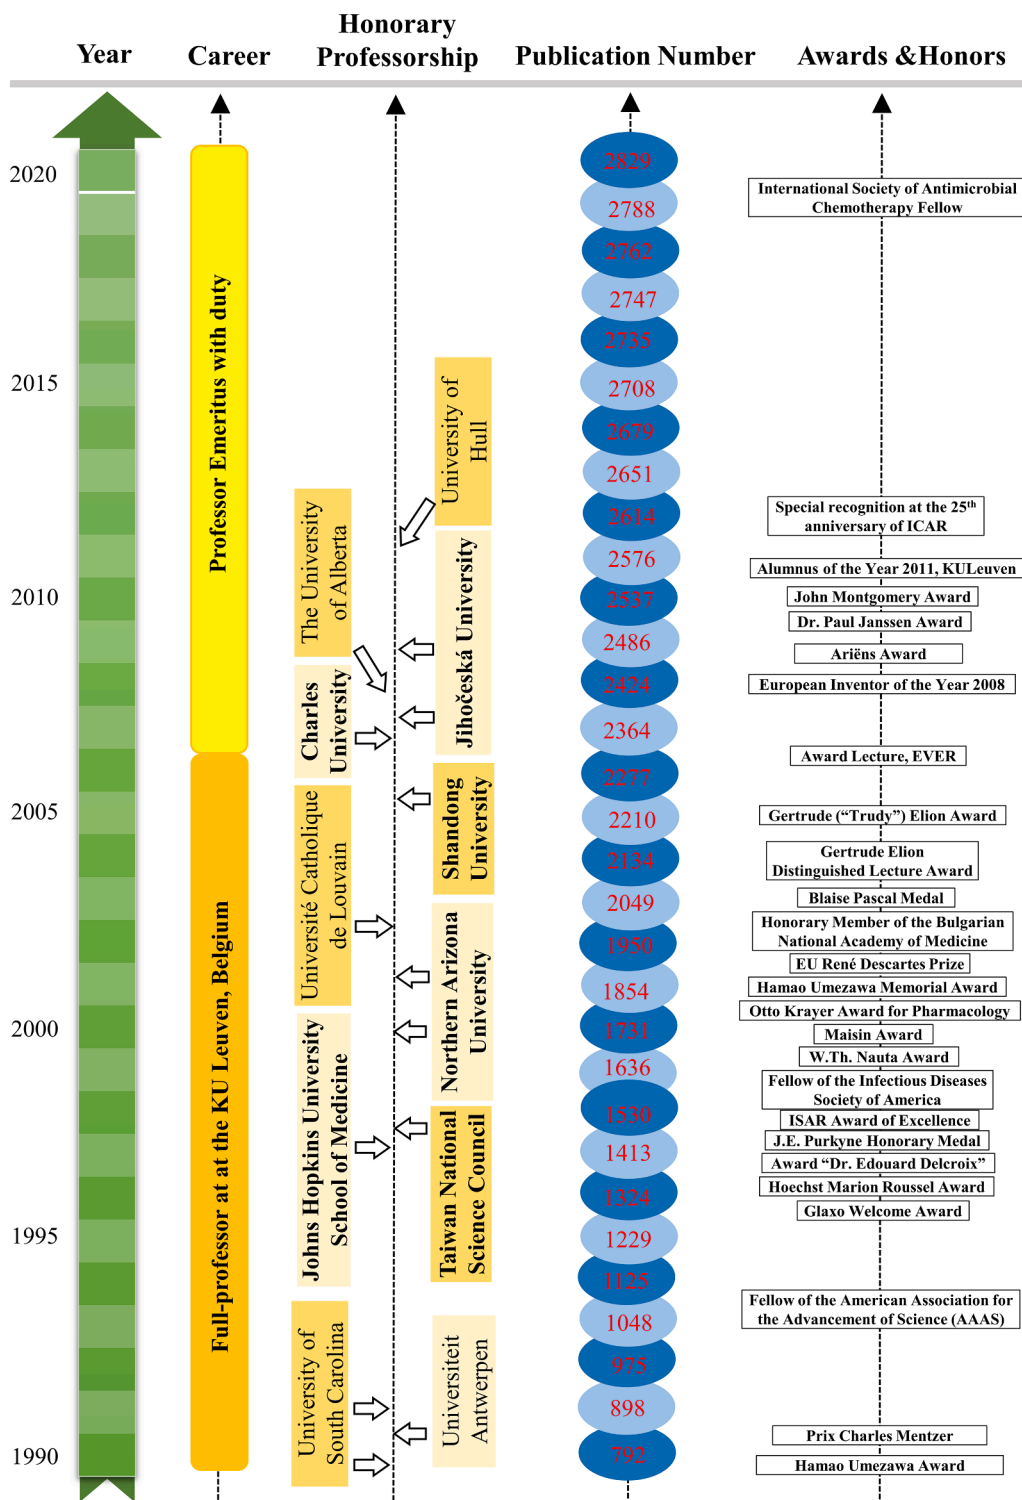 Year
Career
Honorary
Professorship
Publication Number
Awards &Honors
2020
2015
2010
2005
2000
1995
1990
Professor Emeritus with duty
Full-professor at at the KU Leuven, Belgium
University of
Hull
The University
of Alberta
Jihočeská University
Charles
University
Shandong
University
Université Catholique
de Louvain
Northern Arizona
University
Johns Hopkins University
School of Medicine
Taiwan National
Science Council
University of
South Carolina
Universiteit
Antwerpen
2829
2788
2762
2747
2735
2708
2679
2651
2614
2576
2537
2486
2424
2364
2277
2210
2134
2049
1950
1854
1731
1636
1530
1413
1324
1229
1125
1048
975
898
792
International Society of Antimicrobial
Chemotherapy Fellow
Special recognition at the 25th
anniversary of ICAR
Alumnus of the Year 2011, KULeuven
John Montgomery Award
Dr. Paul Janssen Award
Ariëns Award
European Inventor of the Year 2008
Award Lecture, EVER
Gertrude (“Trudy”) Elion Award
Gertrude Elion
Distinguished Lecture Award
Blaise Pascal Medal
Honorary Member of the Bulgarian
National Academy of Medicine
EU René Descartes Prize
Hamao Umezawa Memorial Award
Otto Krayer Award for Pharmacology
Maisin Award
W.Th. Nauta Award
Fellow of the Infectious Diseases
Society of America
ISAR Award of Excellence
J.E. Purkyne Honorary Medal
Award “Dr. Edouard Delcroix”
Hoechst Marion Roussel Award
Glaxo Welcome Award
Fellow of the American Association for
the Advancement of Science (AAAS)
Prix Charles Mentzer
Hamao Umezawa Award